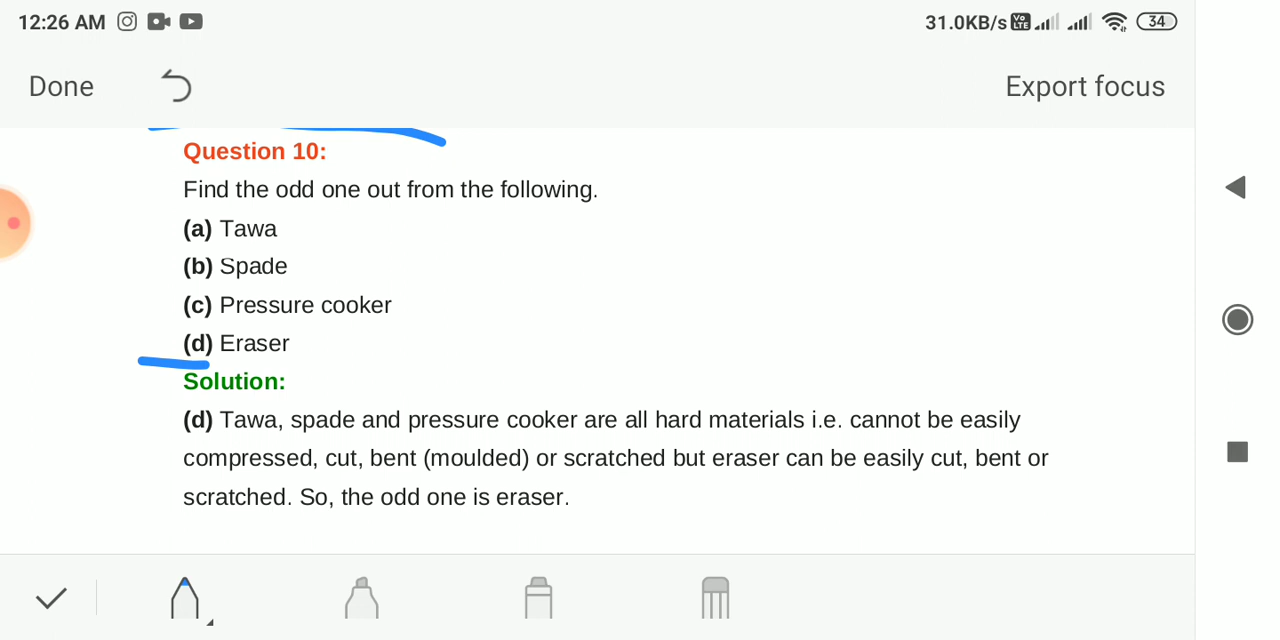 12:26 AM 31.0KB/s Vo LTE 34
Done Export focus
Question 10:
Find the odd one out from the following.
(a) Tawa
(b) Spade
(c) Pressure cooker
(d) Eraser
Solution:
(d) Tawa, spade and pressure cooker are all hard materials i.e. cannot be easily
compressed, cut, bent (moulded) or scratched but eraser can be easily cut, bent or
scratched. So, the odd one is eraser.